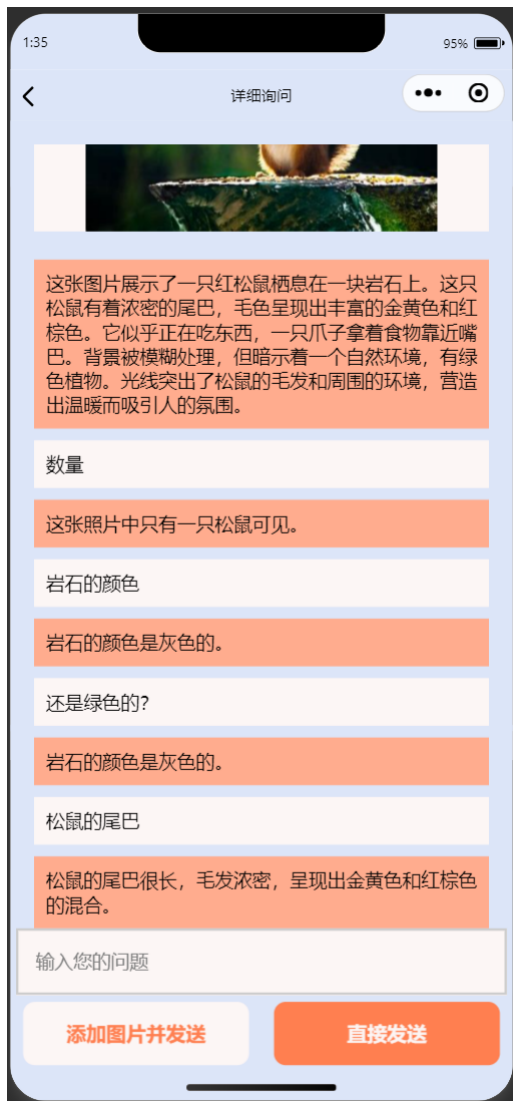 1:35
95%
详细询问
这张图片展示了一只红松鼠栖息在一块岩石上。这只
松鼠有着浓密的尾巴，毛色呈现出丰富的金黄色和红
棕色。它似乎正在吃东西，一只爪子拿着食物靠近嘴
巴。背景被模糊处理，但暗示着一个自然环境，有绿
色植物。光线突出了松鼠的毛发和周围的环境，营造
出温暖而吸引人的氛围。
数量
这张照片中只有一只松鼠可见。
岩石的颜色
岩石的颜色是灰色的。
还是绿色的?
岩石的颜色是灰色的。
松鼠的尾巴
松鼠的尾巴很长，毛发浓密，呈现出金黄色和红棕色
的混合。
输入您的问题
添加图片并发送
直接发送